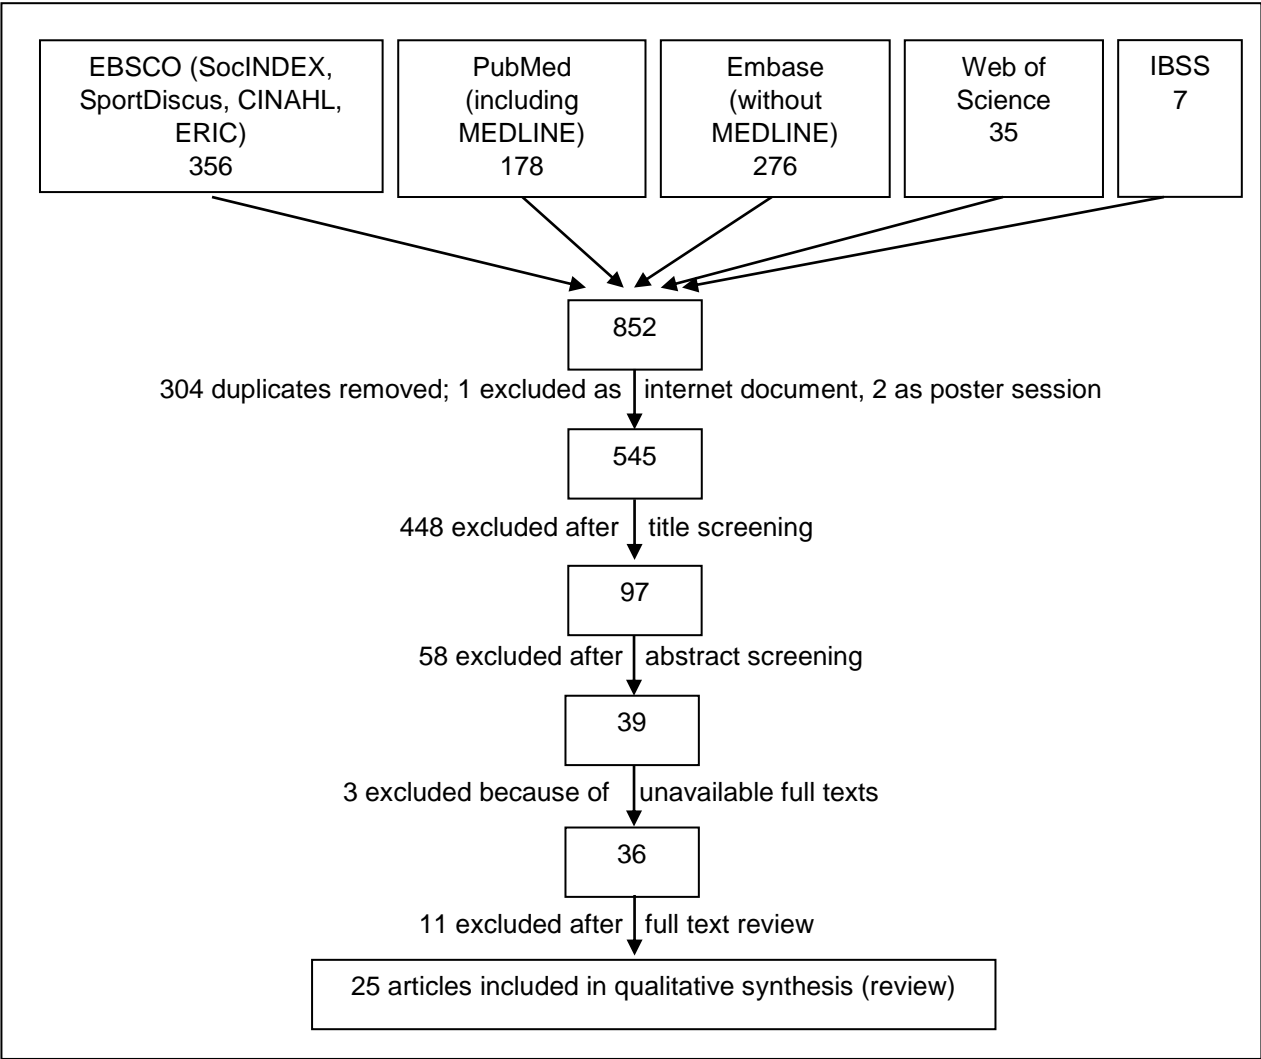 EBSCO (SocINDEX,
SportDiscus, CINAHL,
ERIC)
356
PubMed
(including
MEDLINE)
178
Embase
(without
MEDLINE)
276
Web of
Science
35
IBSS
7
852
304 duplicates removed; 1 excluded as internet document, 2 as poster session
545
448 excluded after title screening
97
58 excluded after abstract screening
39
3 excluded because of unavailable full texts
36
11 excluded after full text review
25 articles included in qualitative synthesis (review)